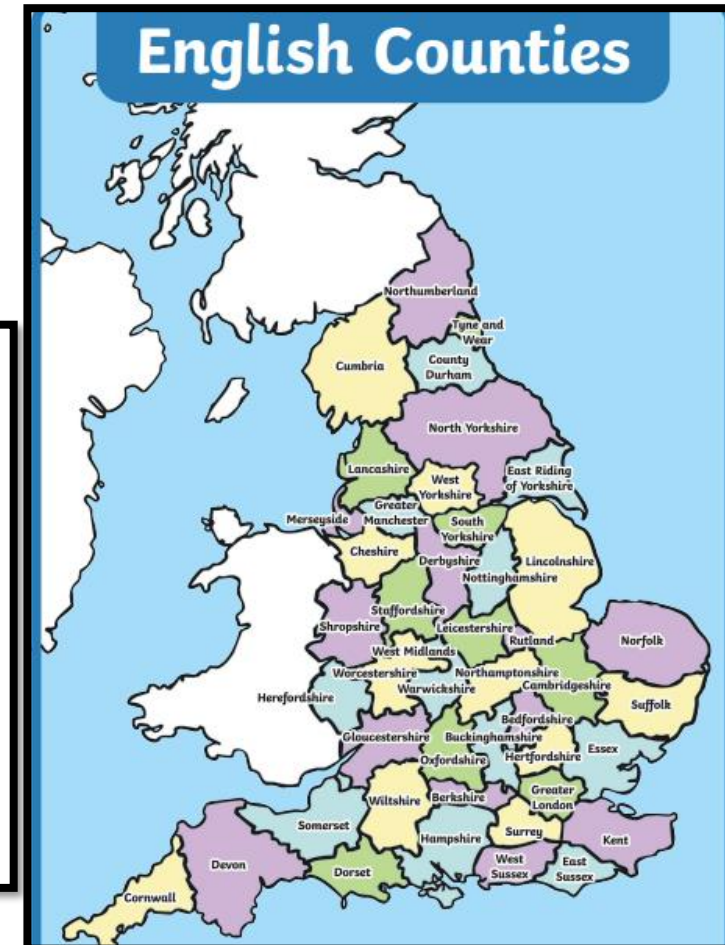 English Counties
Northumberland
Tyne and
Wear
Cumbria
County
Durham
North Yorkshire
Lancashire
West
Yorkshire
East Riding
of Yorkshire
Merseyside
Greater
Manchester
South
Yorkshire
Cheshire
Derbyshire
Nottinghamshire
Lincolnshire
Staffordshire
Shropshire
Leicestershire
Rutland
Norfolk
West Midlands
Worcestershire
Warwickshire
Northamptonshire
Cambridgeshire
Herefordshire
Suffolk
Bedfordshire
Gloucestershire
Buckinghamshire
Essex
Oxfordshire
Hertfordshire
Wiltshire
Berkshire
Greater
London
Somerset
Hampshire
Surrey
Kent
Devon
Dorset
West
Sussex
East
Sussex
Cornwall